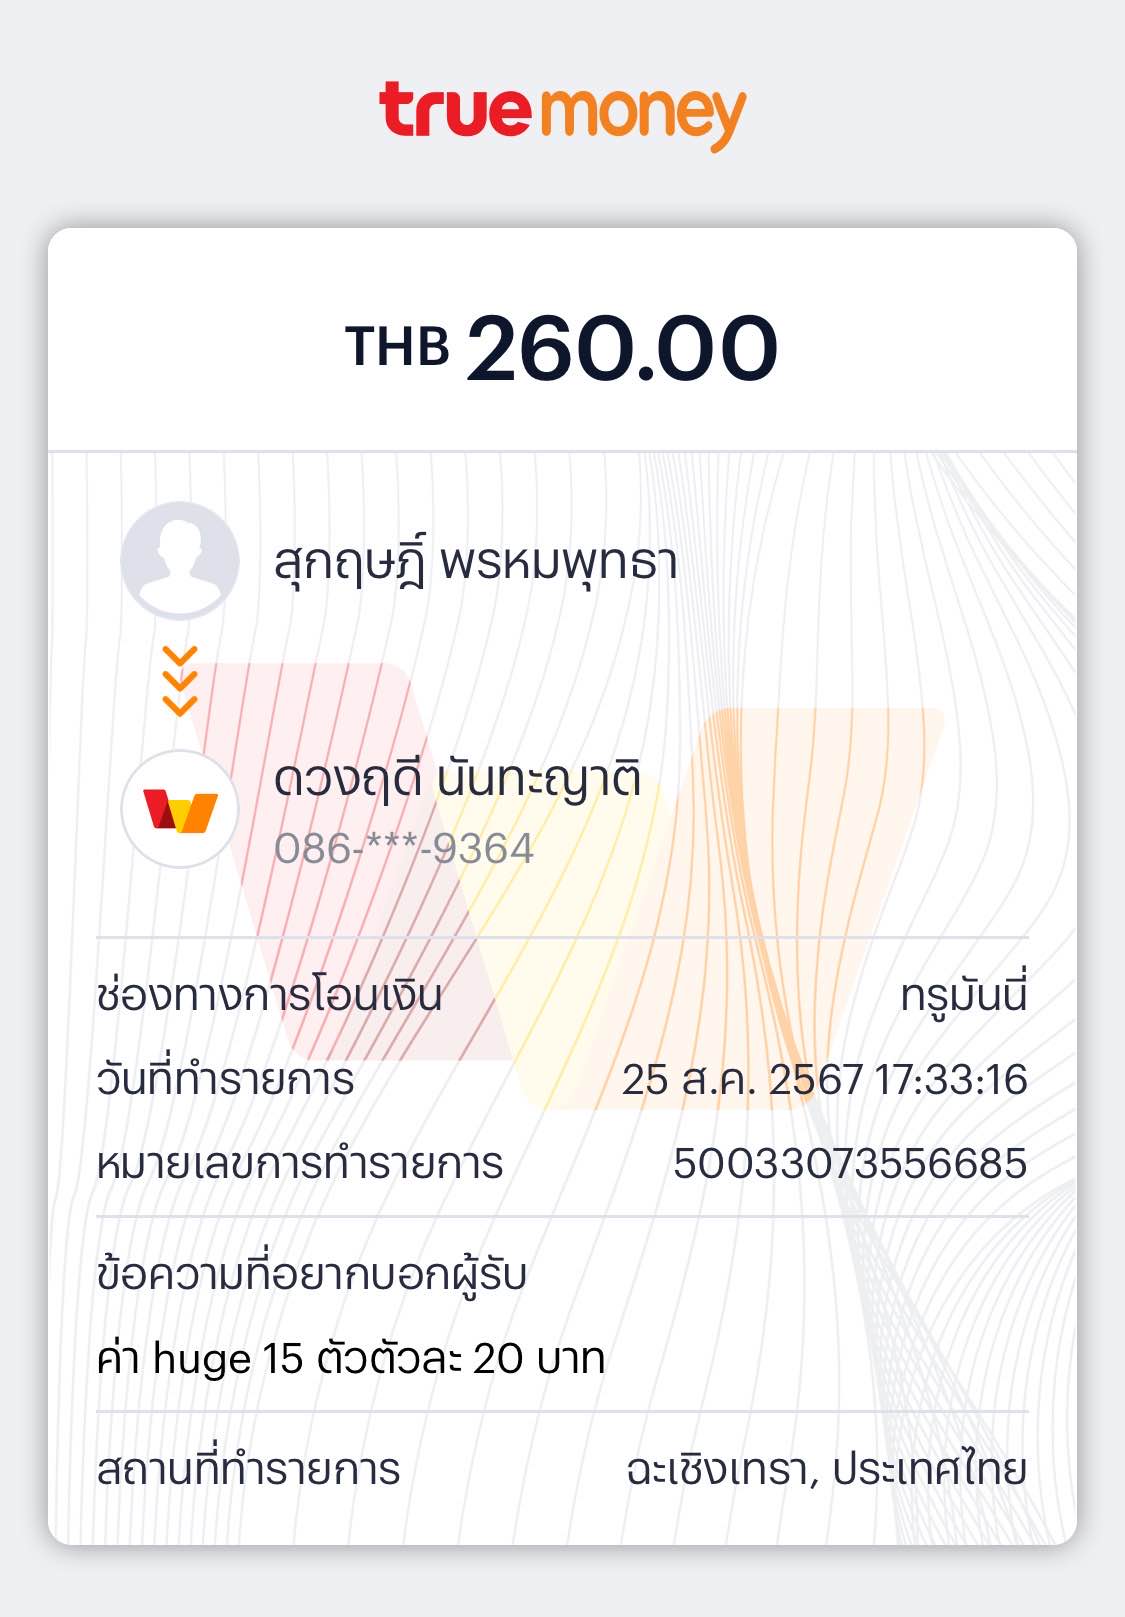 truemoney
THB 260.00
สุกฤษฎิ์ พรหมพุทธา
ดวงฤดี นันทะญาติ
086-***-9364
ช่องทางการโอนเงิน ทรูมันนี่
วันที่ทำรายการ 25 ส.ค. 2567 17:33:16
หมายเลขการทำรายการ 50033073556685
ข้อความที่อยากบอกผู้รับ
ค่า huge 15 ตัวตัวละ 20 บาท
สถานที่ทำรายการ ฉะเชิงเทรา, ประเทศไทย